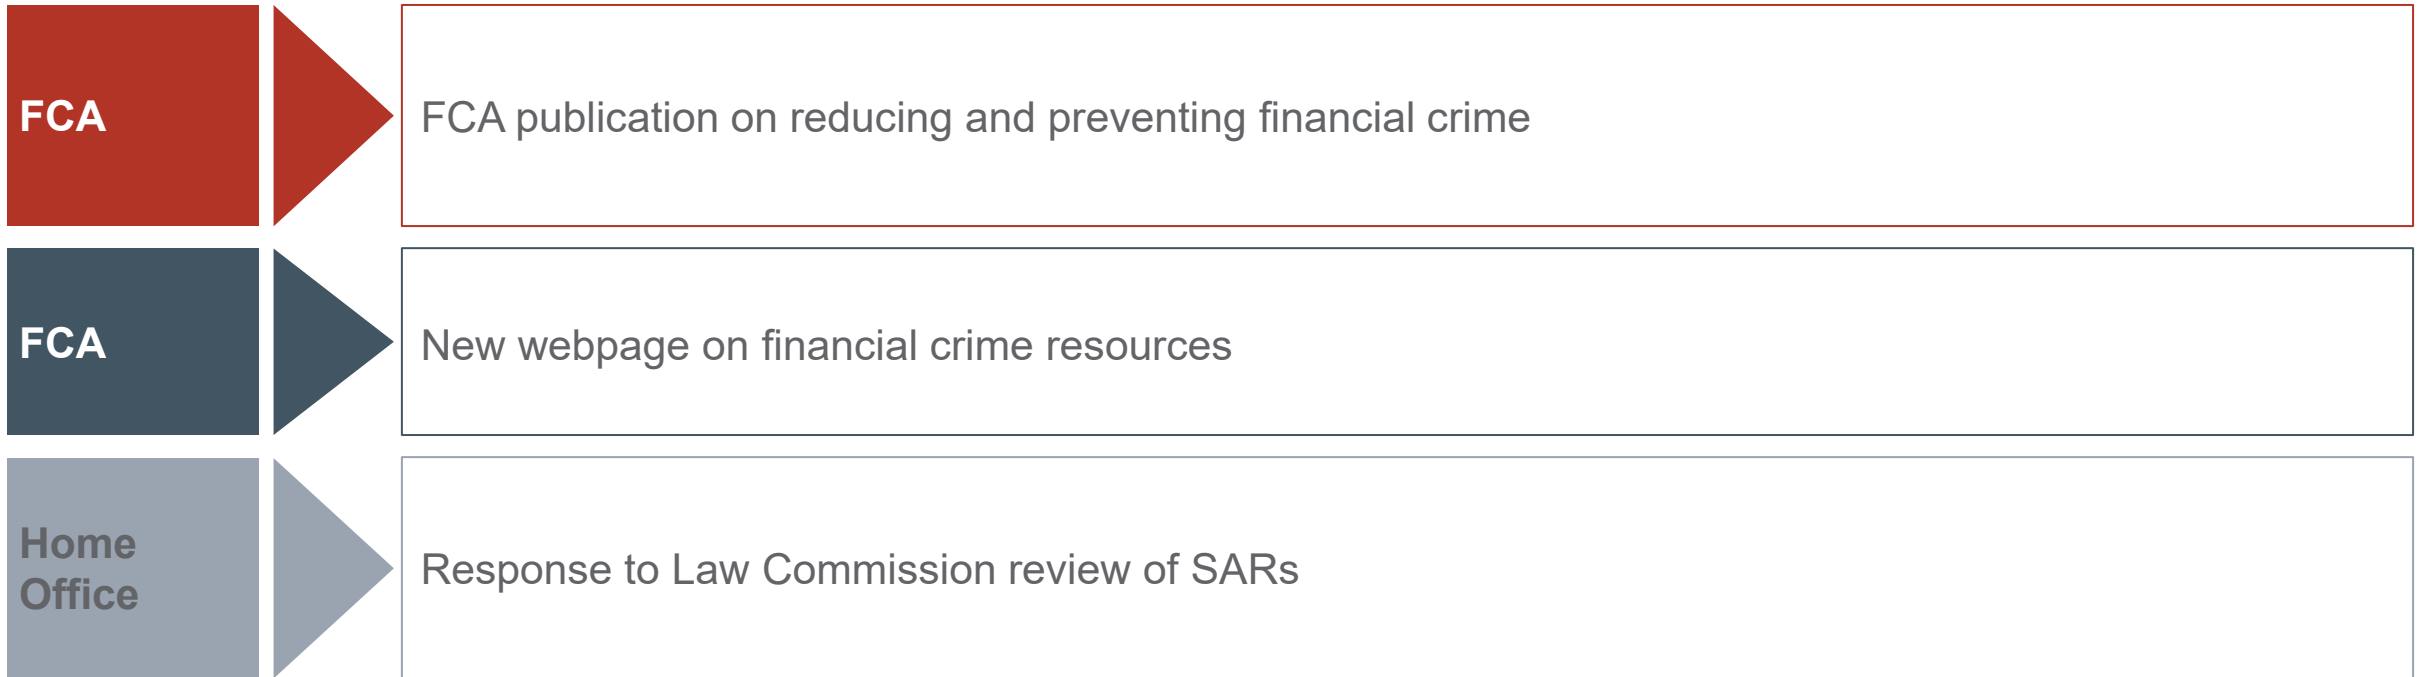 FCA
FCA publication on reducing and preventing financial crime
FCA
New webpage on financial crime resources
Home
Office
Response to Law Commission review of SARs